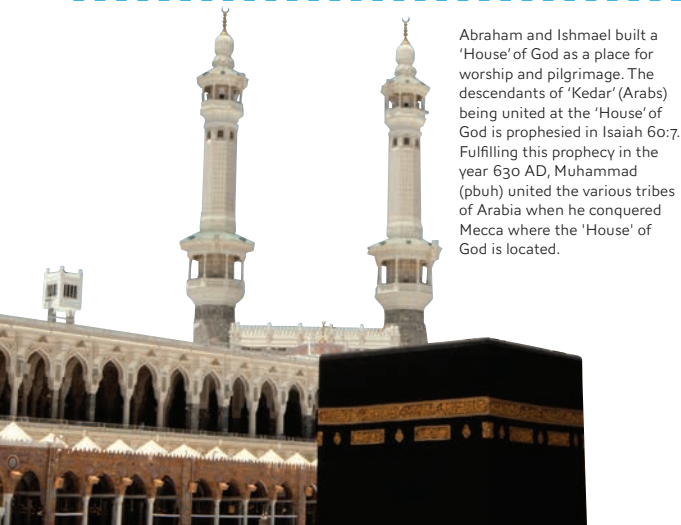 Abraham and Ishmael built a
‘House’ of God as a place for
worship and pilgrimage. The
descendants of ‘Kedar’ (Arabs)
being united at the ‘House’ of
God is prophesied in Isaiah 60:7.
Fulfilling this prophecy in the
year 630 AD, Muhammad
(pbuh) united the various tribes
of Arabia when he conquered
Mecca where the 'House' of
God is located.